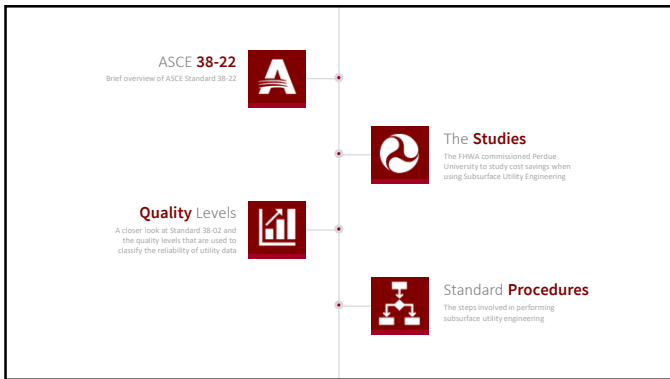 ASCE 38-22
Brief overview of ASCE Standard 38-22
The Studies
The FHWA commissioned Perdue
University to study cost savings when
using Subsurface Utility Engineering
Quality Levels
A closer look at Standard 38-02 and
the quality levels that are used to
classify the reliability of utility data
Standard Procedures
The steps involved in performing
subsurface utility engineering